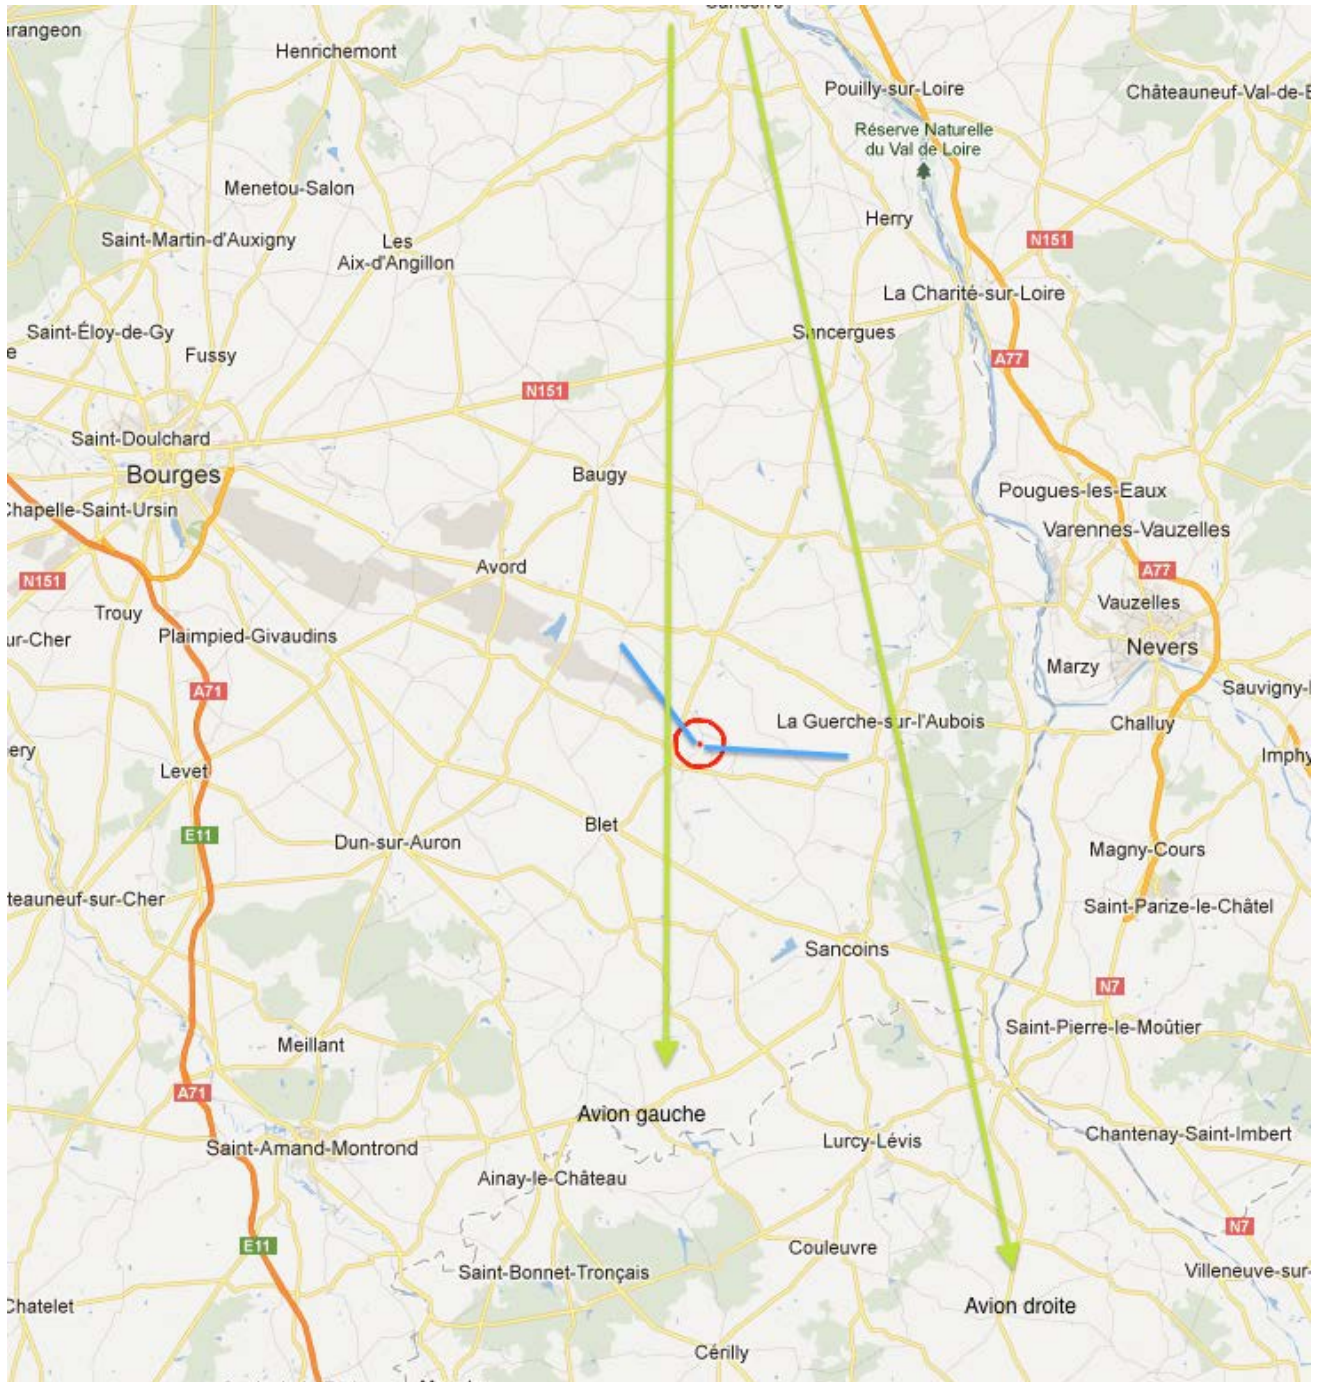 Henrichemont
Pouilly-sur-Loire
Réserve Naturelle
du Val de Loire
Menetou-Salon
Herry
Saint-Martin-d'Auxigny
Les
Aix-d'Angillon
N151
La Charité-sur-Loire
Saint-Éloy-de-Gy
Fussy
Sancergues
A77
N151
Saint-Doulchard
Bourges
Baugy
Pougues-les-Eaux
Varennes-Vauzelles
Avord
A77
N151
Trouy
Vauzelles
Plaimpied-Givaudins
Nevers
Marzy
A71
La Guerche-sur-l'Aubois
Challuy
Imphy
Levet
Blet
E11
Dun-sur-Auron
Magny-Cours
Saint-Parize-le-Châtel
Sancoins
N7
Saint-Pierre-le-Moûtier
Meillant
A71
Avion gauche
Chantenay-Saint-Imbert
Lurcy-Lévis
Saint-Amand-Montrond
Ainay-le-Château
N7
E11
Couleuvre
Saint-Bonnet-Tronçais
Villeneuve-sur-
Chatelet
Avion droite
Cérilly